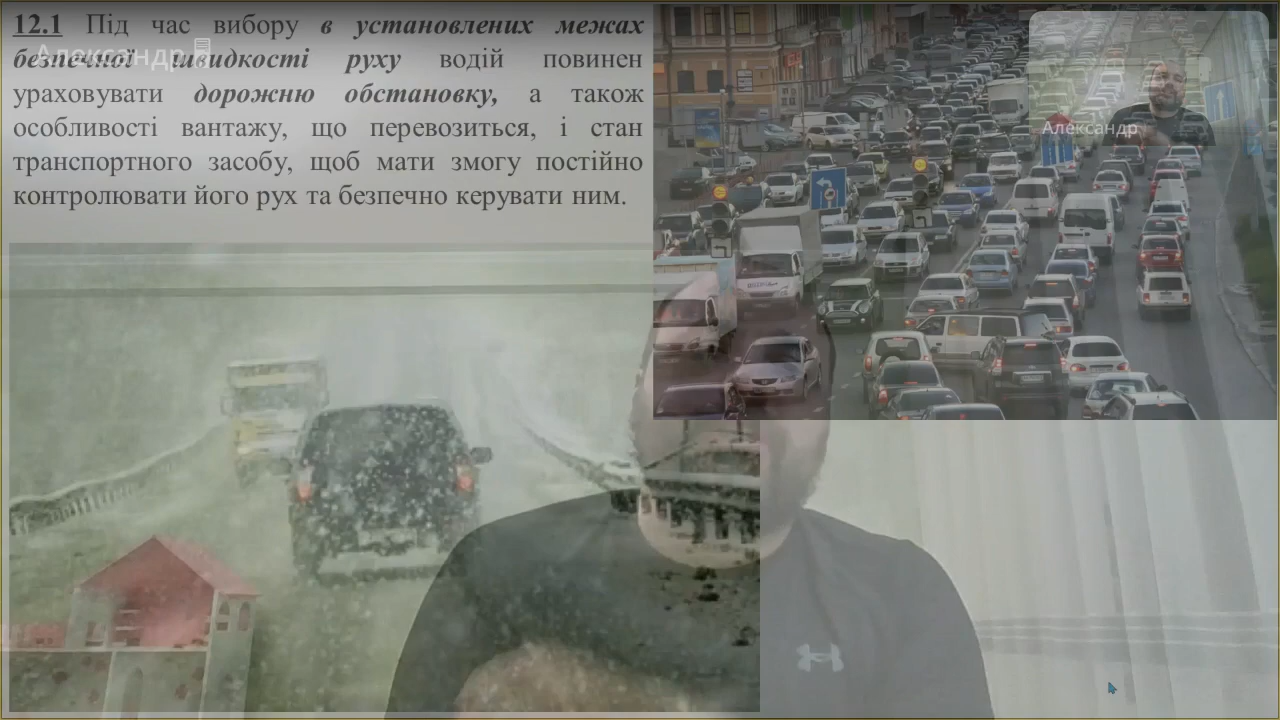 12.1 Під час вибору в установлених межах
безпечної швидкості руху водій повинен
ураховувати дорожню обстановку, а також
особливості вантажу, що перевозиться, і стан
транспортного засобу, щоб мати змогу постійно
контролювати його рух та безпечно керувати ним.
Александр
Александр